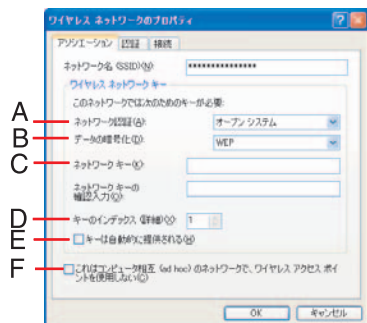 ワイヤレス ネットワークのプロパティ
アソシエーション 認証 接続
ネットワーク名 (SSID)(N) ***************
ワイヤレス ネットワーク キー
このネットワークでは次のためのキーが必要:
A ネットワーク認証(A): オープン システム
B データの暗号化(D): WEP
C ネットワーク キー(K):
ネットワーク キーの
確認入力(O):
D キーのインデックス (詳細)(X): 1
E キーは自動的に提供される(H)
F これはコンピュータ相互 (ad hoc) のネットワークで、ワイヤレス アクセス ポイ
ントを使用しない(C)
OK キャンセル